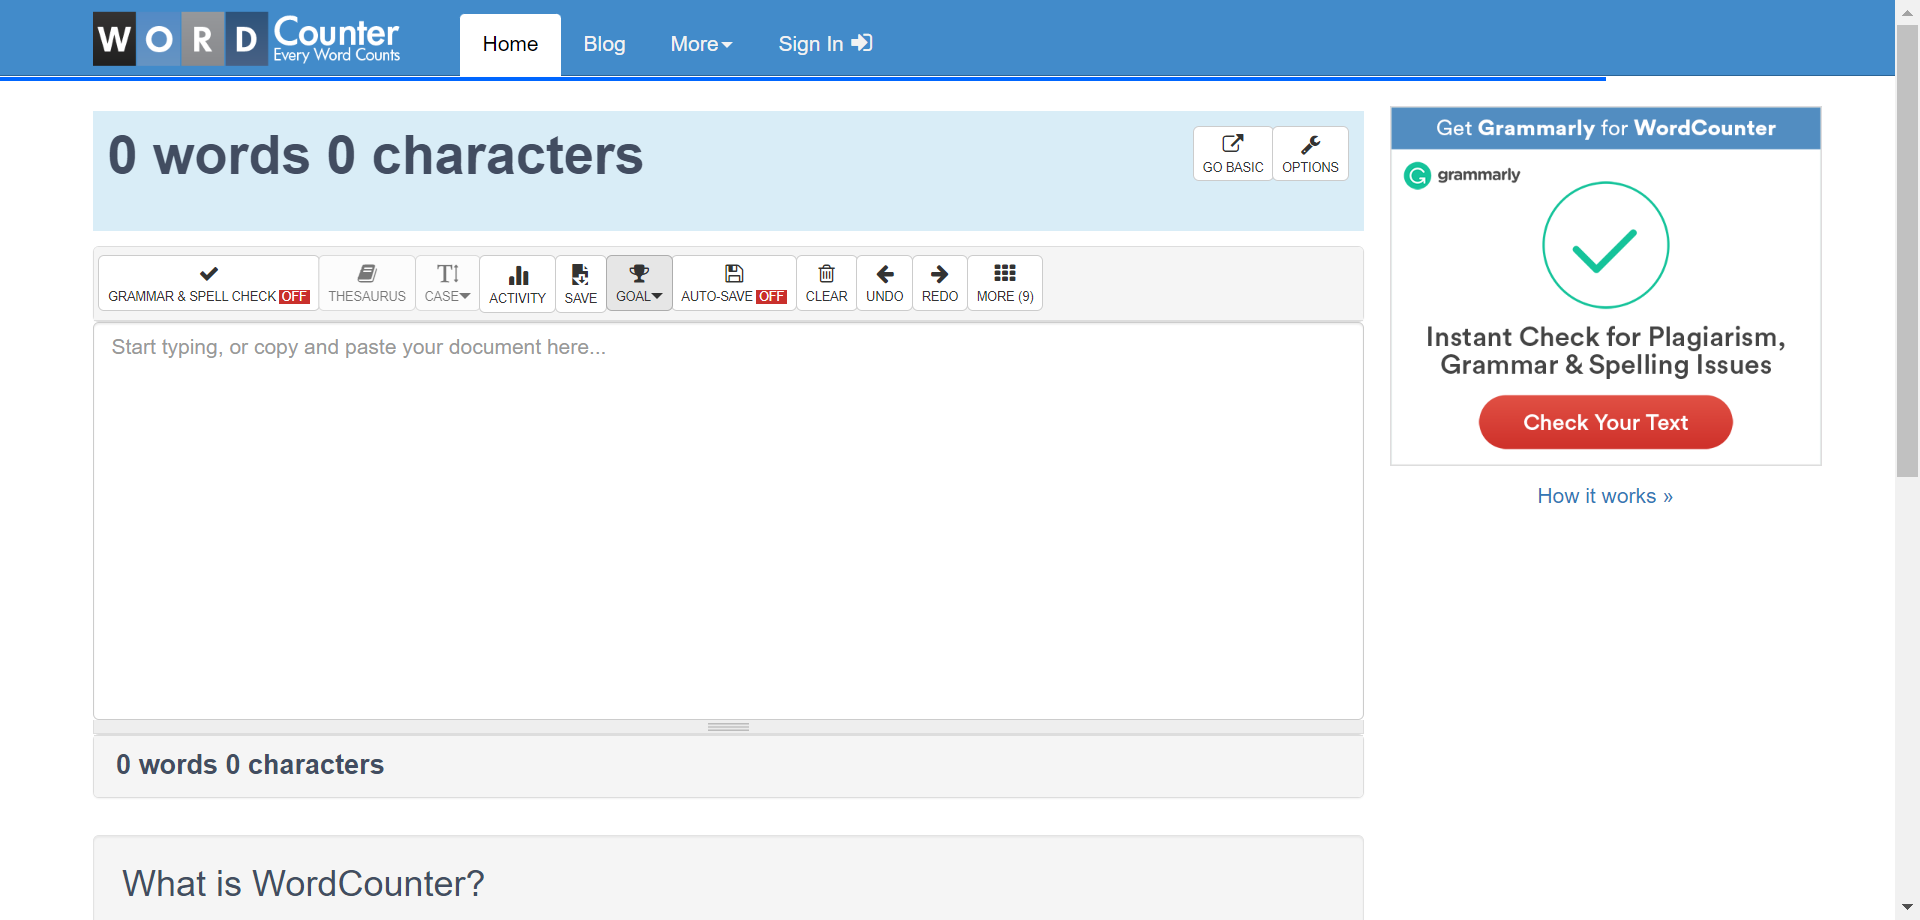 WORD Counter
Every Word Counts
Home
Blog
More
Sign In
0 words 0 characters
GO BASIC
OPTIONS
GRAMMAR & SPELL CHECK OFF
THESAURUS
CASE
ACTIVITY
SAVE
GOAL
AUTO-SAVE OFF
CLEAR
UNDO
REDO
MORE (9)
Start typing, or copy and paste your document here...
0 words 0 characters
What is WordCounter?
Get Grammarly for WordCounter
grammarly
Instant Check for Plagiarism,
Grammar & Spelling Issues
Check Your Text
How it works »